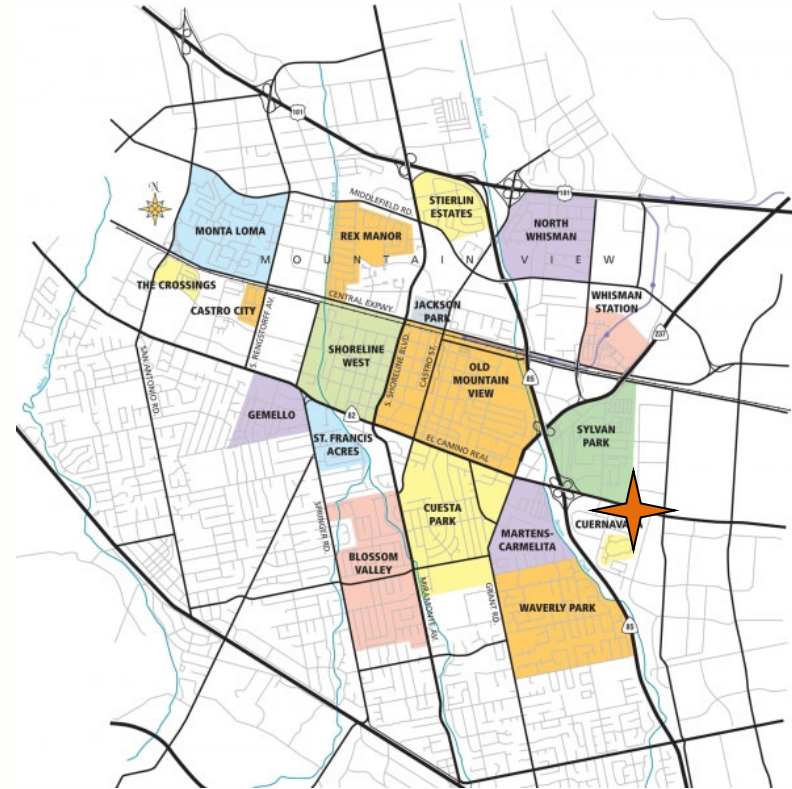 101
N
MIDDLEFIELD RD.
STIERLIN
ESTATES
101
MONTA LOMA
REX MANOR
NORTH
WHISMAN
MOUNTAIN VIEW
THE CROSSINGS
CENTRAL EXPWY
JACKSON
PARK
WHISMAN
STATION
CASTRO CITY
S. RENGSTORFF AV.
SHORELINE
WEST
S. SHORELINE BLVD.
CASTRO ST.
237
SAN ANTONIO RD.
OLD
MOUNTAIN
VIEW
85
GEMELLO
82
ST. FRANCIS
ACRES
EL CAMINO REAL
SYLVAN
PARK
SPRINGER RD.
CUESTA
PARK
MARTENS-
CARMELITA
CUERNAVA
BLOSSOM
VALLEY
MIRAMONTE AV.
GRANT RD.
WAVERLY PARK
85